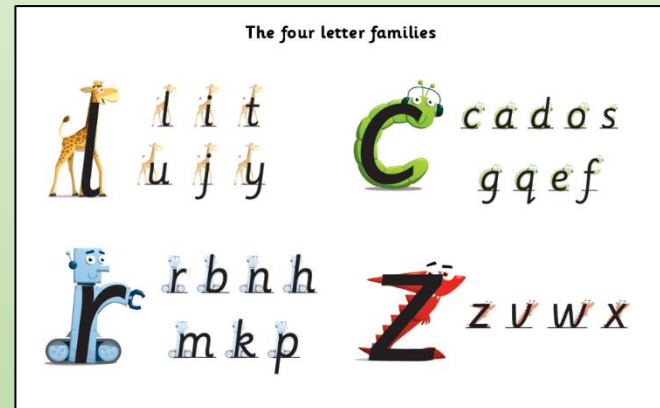 The four letter families
l
l i t
u j y
c
c a d o s
g q e f
r
r b n h
m k p
z
z v w x